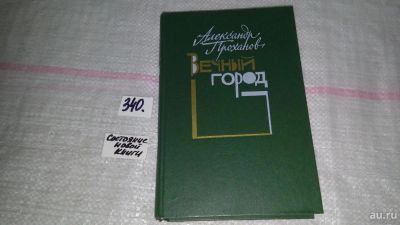 Александр
Проханов
Вечный
город
340.
Состояние
новой
книги
au.ru